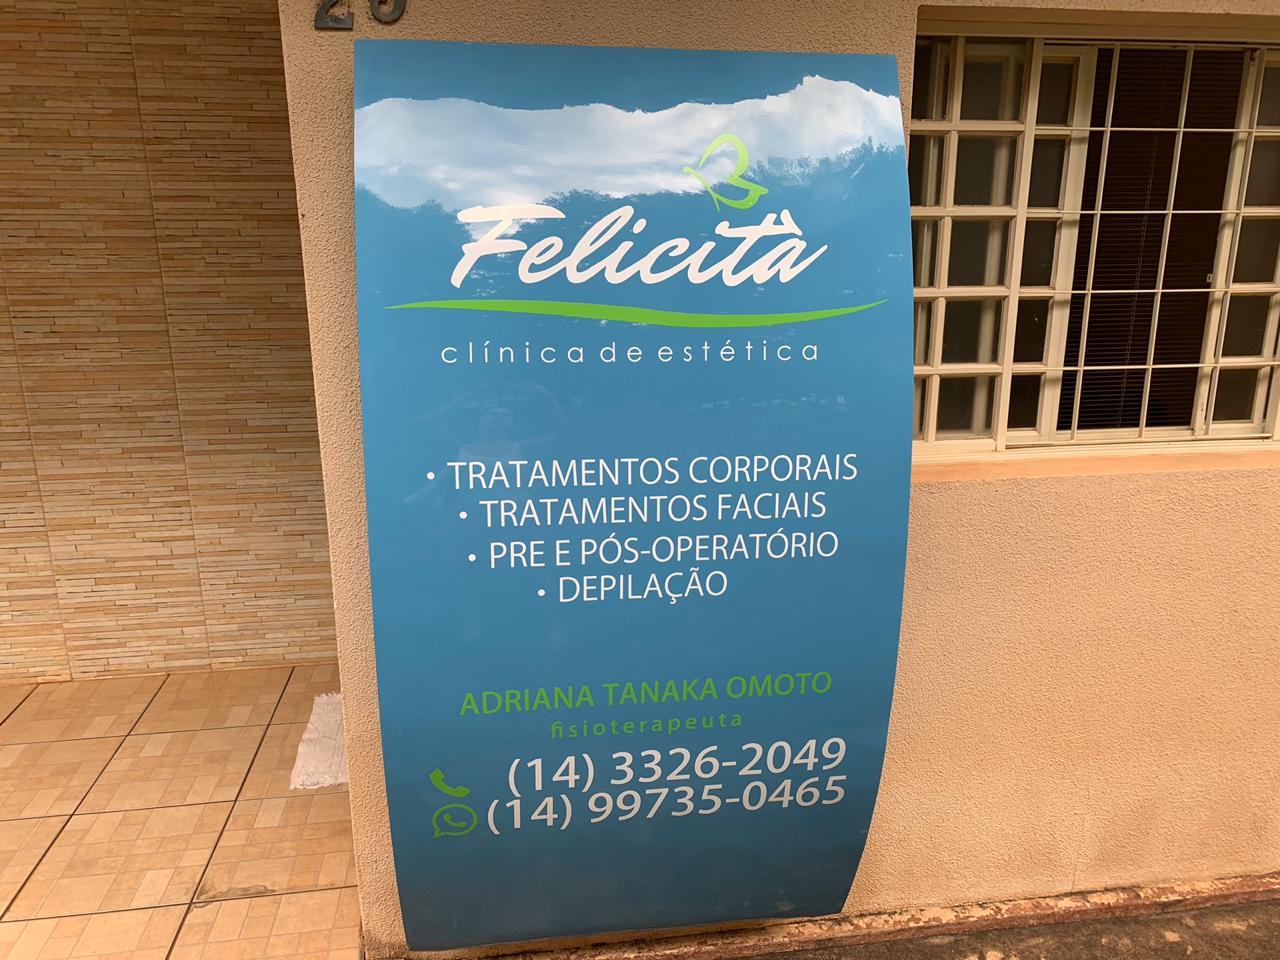 Felicitā
clínica de estética
• TRATAMENTOS CORPORAIS
• TRATAMENTOS FACIAIS
• PRE E PÓS-OPERATÓRIO
• DEPILAÇÃO
ADRIANA TANAKA OMOTO
fisioterapeuta
(14) 3326-2049
(14) 99735-0465